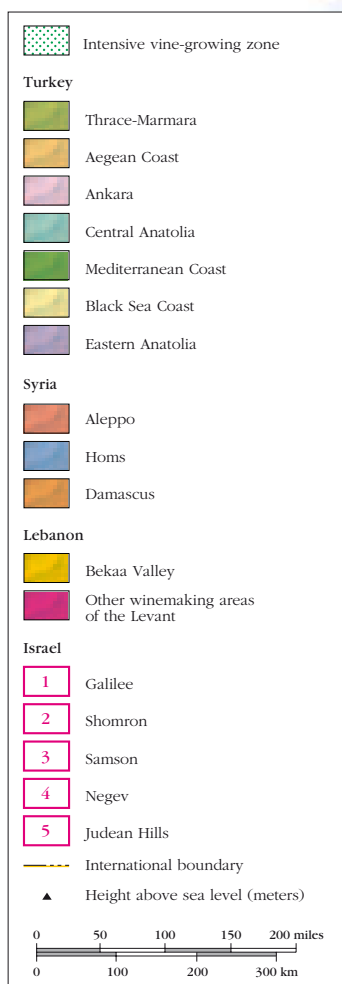 Intensive vine-growing zone
Turkey
Thrace-Marmara
Aegean Coast
Ankara
Central Anatolia
Mediterranean Coast
Black Sea Coast
Eastern Anatolia
Syria
Aleppo
Homs
Damascus
Lebanon
Bekaa Valley
Other winemaking areas
of the Levant
Israel
1 Galilee
2 Shomron
3 Samson
4 Negev
5 Judean Hills
International boundary
Height above sea level (meters)
0 50 100 150 200 miles
0 100 200 300 km